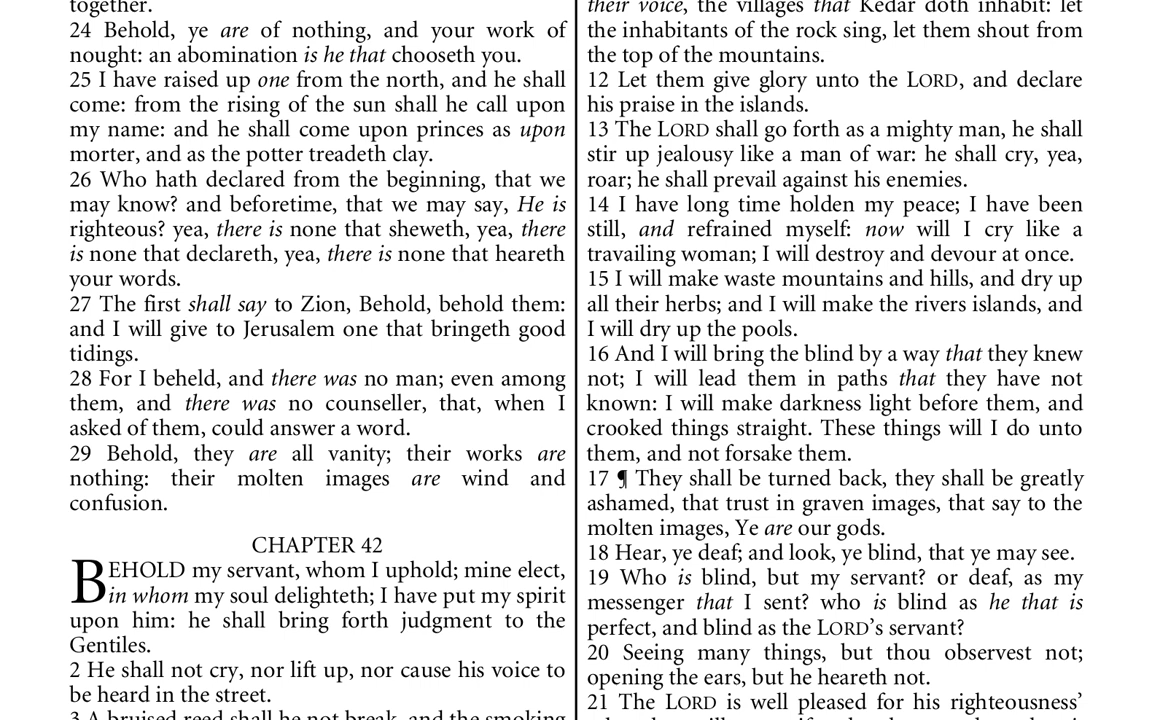 together.
24 Behold, ye are of nothing, and your work of
nought: an abomination is he that chooseth you.
25 I have raised up one from the north, and he shall
come: from the rising of the sun shall he call upon
my name: and he shall come upon princes as upon
morter, and as the potter treadeth clay.
26 Who hath declared from the beginning, that we
may know? and beforetime, that we may say, He is
righteous? yea, there is none that sheweth, yea, there
is none that declareth, yea, there is none that heareth
your words.
27 The first shall say to Zion, Behold, behold them:
and I will give to Jerusalem one that bringeth good
tidings.
28 For I beheld, and there was no man; even among
them, and there was no counseller, that, when I
asked of them, could answer a word.
29 Behold, they are all vanity; their works are
nothing: their molten images are wind and
confusion.
CHAPTER 42
BEHOLD my servant, whom I uphold; mine elect,
in whom my soul delighteth; I have put my spirit
upon him: he shall bring forth judgment to the
Gentiles.
2 He shall not cry, nor lift up, nor cause his voice to
be heard in the street.
3 A bruised reed shall he not break, and the smoking
their voice, the villages that Kedar doth inhabit: let
the inhabitants of the rock sing, let them shout from
the top of the mountains.
12 Let them give glory unto the LORD, and declare
his praise in the islands.
13 The LORD shall go forth as a mighty man, he shall
stir up jealousy like a man of war: he shall cry, yea,
roar; he shall prevail against his enemies.
14 I have long time holden my peace; I have been
still, and refrained myself: now will I cry like a
travailing woman; I will destroy and devour at once.
15 I will make waste mountains and hills, and dry up
all their herbs; and I will make the rivers islands, and
I will dry up the pools.
16 And I will bring the blind by a way that they knew
not; I will lead them in paths that they have not
known: I will make darkness light before them, and
crooked things straight. These things will I do unto
them, and not forsake them.
17 ¶ They shall be turned back, they shall be greatly
ashamed, that trust in graven images, that say to the
molten images, Ye are our gods.
18 Hear, ye deaf; and look, ye blind, that ye may see.
19 Who is blind, but my servant? or deaf, as my
messenger that I sent? who is blind as he that is
perfect, and blind as the LORD’s servant?
20 Seeing many things, but thou observest not;
opening the ears, but he heareth not.
21 The LORD is well pleased for his righteousness’